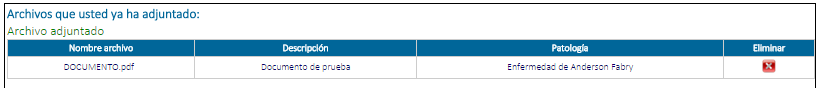 Archivos que usted ya ha adjuntado:
Archivo adjuntado
Nombre archivo Descripción Patología Eliminar
DOCUMENTO.pdf Documento de prueba Enfermedad de Anderson Fabry